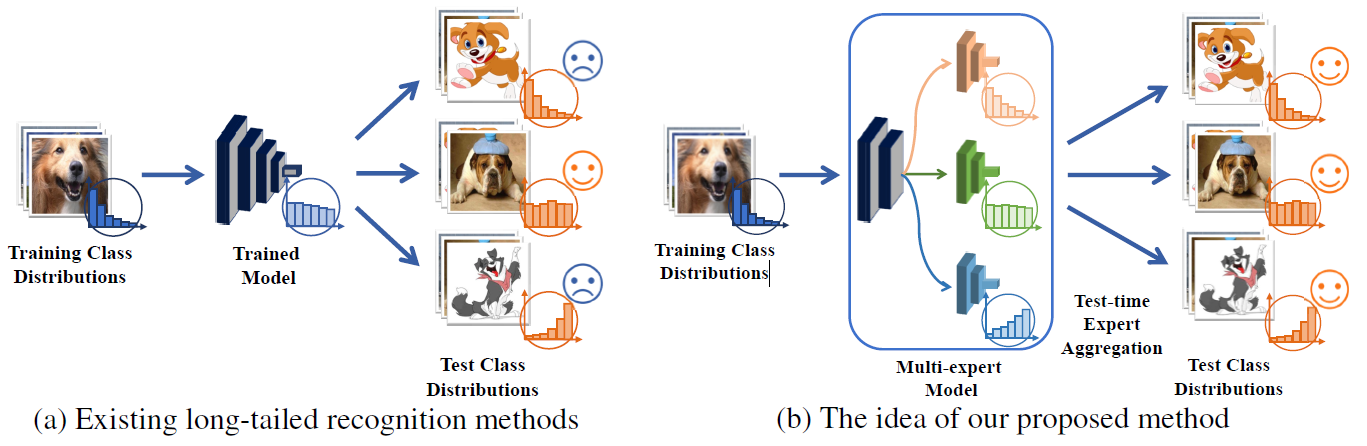 Training Class
Distributions
Trained
Model
Test Class
Distributions
(a) Existing long-tailed recognition methods
Training Class
Distributions
Multi-expert
Model
Test-time
Expert
Aggregation
Test Class
Distributions
(b) The idea of our proposed method